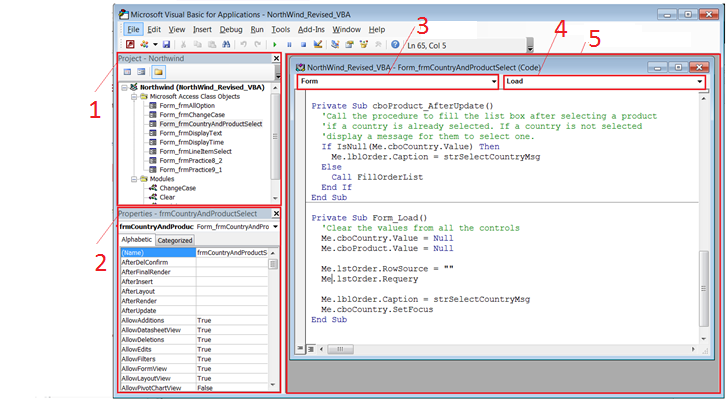 3
4
5
1
2
Microsoft Visual Basic for Applications - NorthWind_Revised_VBA
File Edit View Insert Debug Run Tools Add-Ins Window Help
Ln 65, Col 5
Project - Northwind
Northwind (NorthWind_Revised_VBA)
Microsoft Access Class Objects
Form_frmAllOption
Form_frmChangeCase
Form_frmCountryAndProductSelect
Form_frmDisplayText
Form_frmDisplayTime
Form_frmLineItemSelect
Form_frmPractice8_2
Form_frmPractice9_1
Modules
ChangeCase
Clear
Properties - frmCountryAndProductSelect
frmCountryAndProduc Form_frmCountryAndPro
Alphabetic Categorized
(Name) frmCountryAndProductS
AfterDelConfirm
AfterFinalRender
AfterInsert
AfterLayout
AfterRender
AfterUpdate
AllowAdditions True
AllowDatasheetView True
AllowDeletions True
AllowEdits True
AllowFilters True
AllowFormView True
AllowLayoutView True
AllowPivotChartView False
NorthWind_Revised_VBA - Form_frmCountryAndProductSelect (Code)
Form Load
Private Sub cboProduct_AfterUpdate()
'Call the procedure to fill the list box after selecting a product
'if a country is already selected. If a country is not selected
'display a message for them to select one.
If IsNull(Me.cboCountry.Value) Then
Me.lblOrder.Caption = strSelectCountryMsg
Else
Call FillOrderList
End If
End Sub
Private Sub Form_Load()
'Clear the values from all the controls
Me.cboCountry.Value = Null
Me.cboProduct.Value = Null
Me.lstOrder.RowSource = ""
Me.lstOrder.Requery
Me.lblOrder.Caption = strSelectCountryMsg
Me.cboCountry.SetFocus
End Sub